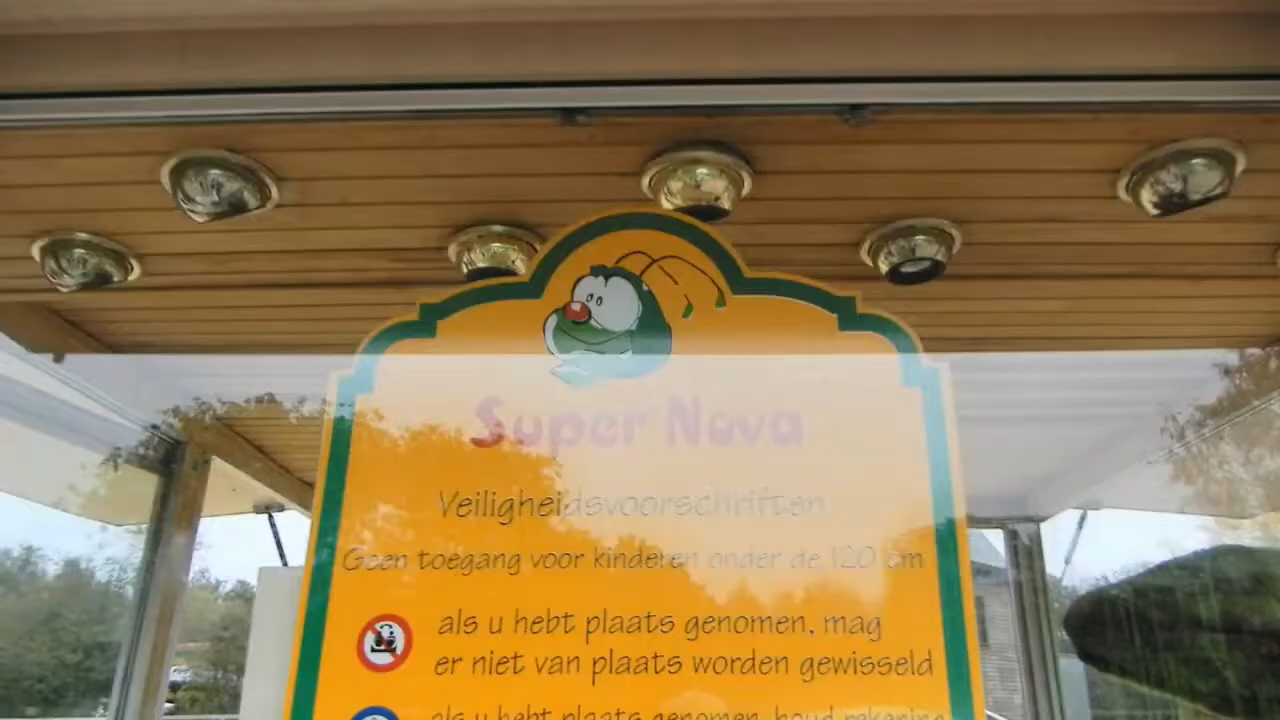 Super Nova
Veiligheidsvoorschriften
Geen toegang voor kinderen onder de 120 cm
als u hebt plaats genomen, mag
er niet van plaats worden gewisseld
als u hebt plaats genomen, houd rekening